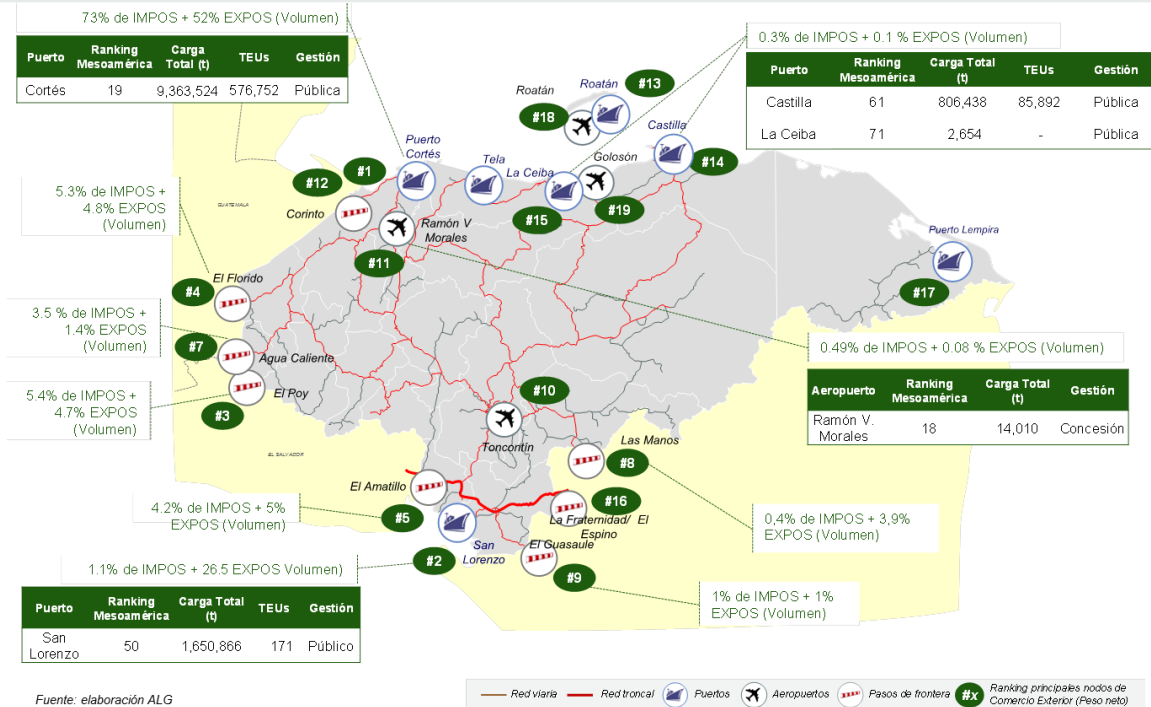 73% de IMPOS + 52% EXPOS (Volumen)
Puerto Ranking Mesoamérica Carga Total (t) TEUs Gestión
Cortés 19 9,363,524 576,752 Pública
0.3% de IMPOS + 0.1 % EXPOS (Volumen)
Puerto Ranking Mesoamérica Carga Total (t) TEUs Gestión
Castilla 61 806,438 85,892 Pública
La Ceiba 71 2,654 - Pública
Roatán
#13
Roatán
#18
Castilla
#14
Puerto
Cortés
#1
#12
Corinto
Tela
La Ceiba
Golosón
#15
#19
Ramón V
Morales
#11
Puerto Lempira
#17
GUATEMALA
5.3% de IMPOS +
4.8% EXPOS
(Volumen)
El Florido
#4
3.5 % de IMPOS +
1.4% EXPOS
(Volumen)
#7
Agua Caliente
5.4% de IMPOS +
4.7% EXPOS
(Volumen)
El Poy
#3
0.49% de IMPOS + 0.08 % EXPOS (Volumen)
Aeropuerto Ranking Mesoamérica Carga Total (t) Gestión
Ramón V. Morales 18 14,010 Concesión
#10
Toncontín
Las Manos
#8
EL SALVADOR
El Amatillo
#5
4.2% de IMPOS + 5%
EXPOS (Volumen)
#16
La Fraternidad/ El
Espino
0,4% de IMPOS + 3,9%
EXPOS (Volumen)
San
Lorenzo
#2
El Guasaule
#9
1.1% de IMPOS + 26.5 EXPOS Volumen)
1% de IMPOS + 1%
EXPOS (Volumen)
Puerto Ranking Mesoamérica Carga Total (t) TEUs Gestión
San Lorenzo 50 1,650,866 171 Público
Fuente: elaboración ALG
Red viaria Red troncal Puertos Aeropuertos Pasos de frontera #x Ranking principales nodos de
Comercio Exterior (Peso neto)